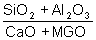 SiO₂ + Al₂O₃
CaO + MGO